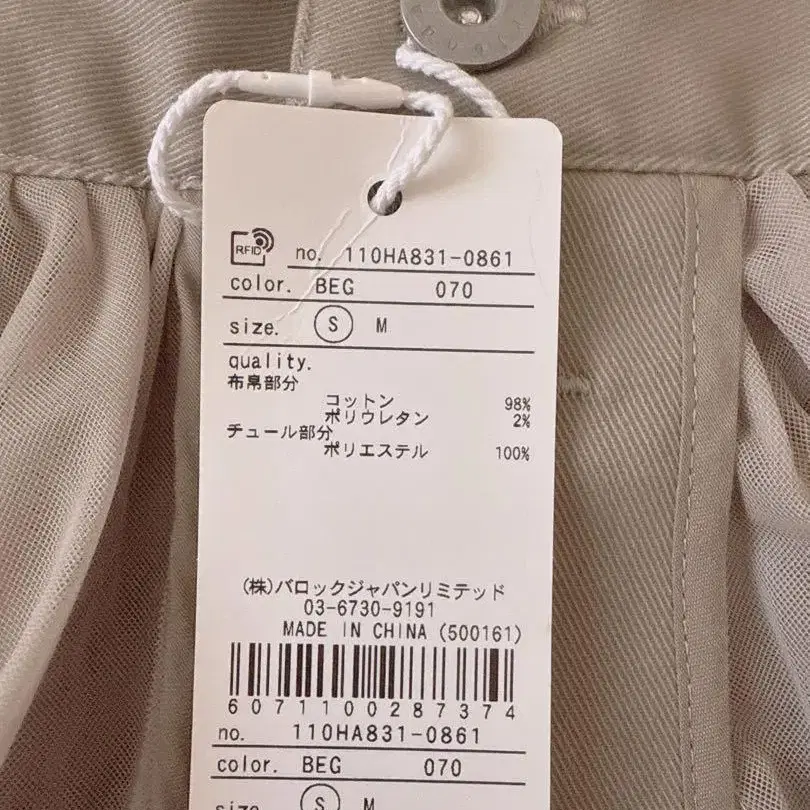 RFID
no. 110HA831-0861
color. BEG 070
size. S M
quality.
布帛部分
コットン 98%
ポリウレタン 2%
チュール部分
ポリエステル 100%
(株)バロックジャパンリミテッド
03-6730-9191
MADE IN CHINA (500161)
6071100287374
no. 110HA831-0861
color. BEG 070
size. S M